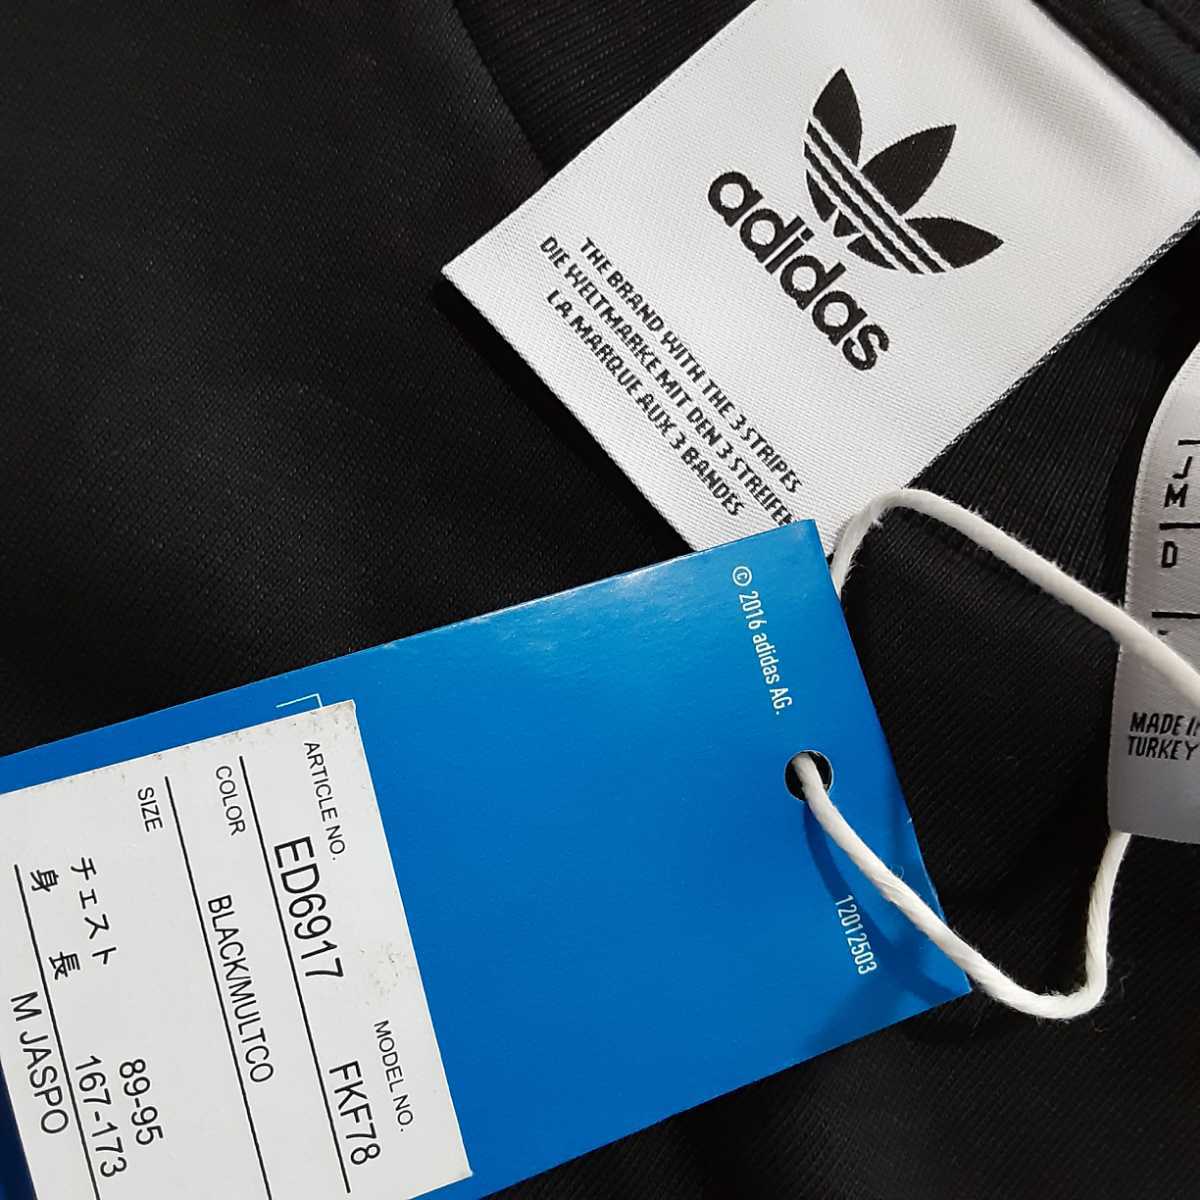 adidas
THE BRAND WITH THE 3 STRIPES
DIE WELTMARKE MIT DEN 3 STREIFEN
LA MARQUE AUX 3 BANDES
J
M
D
MADE IN
TURKEY
© 2016 adidas AG.
12012503
ARTICLE NO. MODEL NO.
ED6917 FKF78
COLOR BLACK/MULTCO
SIZE
チェスト 89-95
身長 167-173
M JASPO